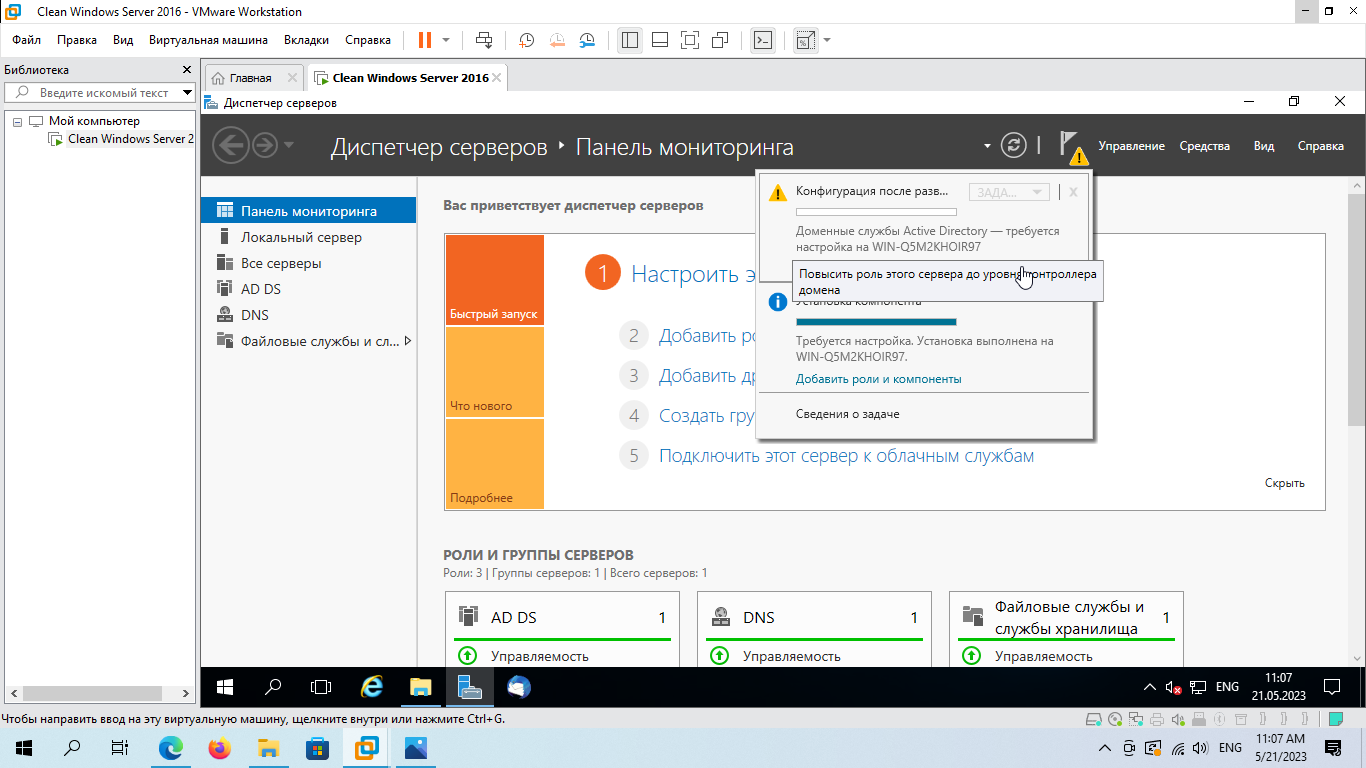 Clean Windows Server 2016 - VMware Workstation
Файл Правка Вид Виртуальная машина Вкладки Справка
Библиотека
Введите искомый текст
Мой компьютер
Clean Windows Server 2
Главная
Clean Windows Server 2016
Диспетчер серверов
Диспетчер серверов ‣ Панель мониторинга
Управление Средства Вид Справка
Панель мониторинга
Локальный сервер
Все серверы
AD DS
DNS
Файловые службы и сл...
Вас приветствует диспетчер серверов
Быстрый запуск
Что нового
Подробнее
1 Настроить э
2 Добавить ро
3 Добавить др
4 Создать гру
5 Подключить этот сервер к облачным службам
Скрыть
Конфигурация после разв...
ЗАДА...
X
Доменные службы Active Directory — требуется
настройка на WIN-Q5M2KHOIR97
Повысить роль этого сервера до уровня контроллера
домена
Установка компонента
Требуется настройка. Установка выполнена на
WIN-Q5M2KHOIR97.
Добавить роли и компоненты
Сведения о задаче
РОЛИ И ГРУППЫ СЕРВЕРОВ
Роли: 3 | Группы серверов: 1 | Всего серверов: 1
AD DS 1
Управляемость
DNS 1
Управляемость
Файловые службы и
службы хранилища 1
Управляемость
ENG
11:07
21.05.2023
Чтобы направить ввод на эту виртуальную машину, щелкните внутри или нажмите Ctrl+G.
ENG
11:07 AM
5/21/2023